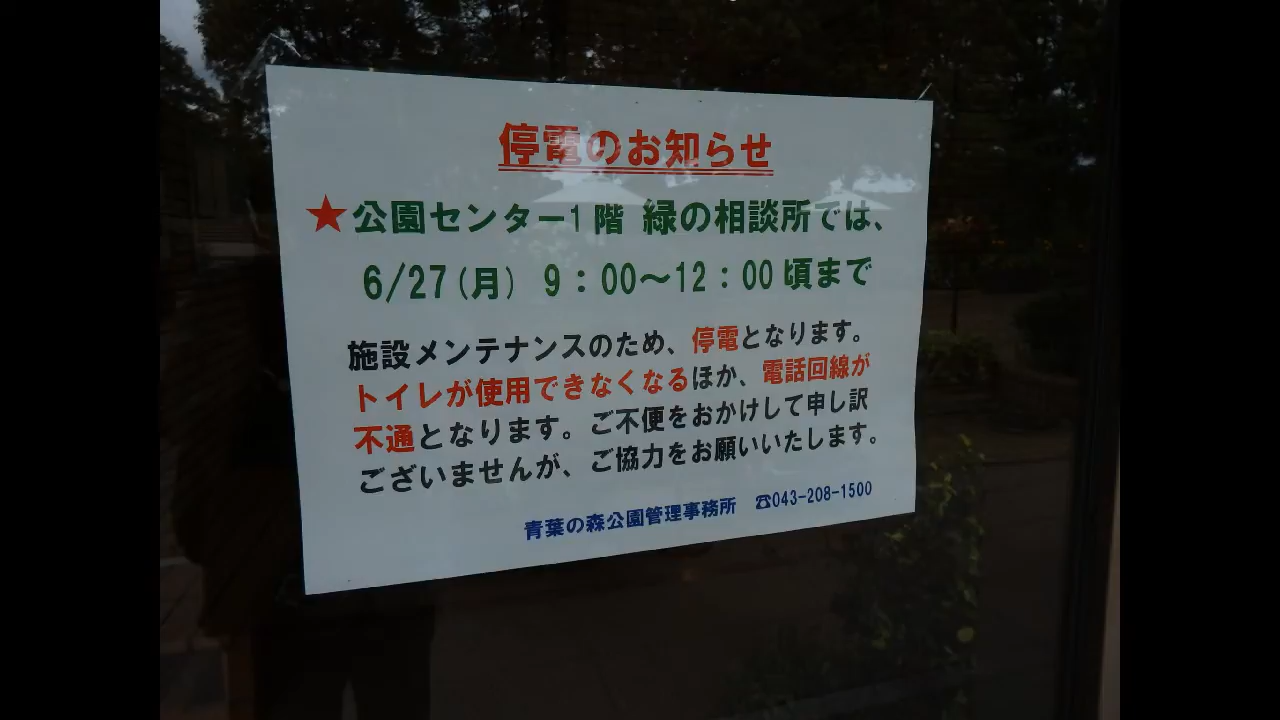 停電のお知らせ
★公園センター1階 緑の相談所では、
6/27(月) 9：00～12：00頃まで
施設メンテナンスのため、停電となります。
トイレが使用できなくなるほか、電話回線が
不通となります。ご不便をおかけして申し訳
ございませんが、ご協力をお願いいたします。
青葉の森公園管理事務所 ☎043-208-1500